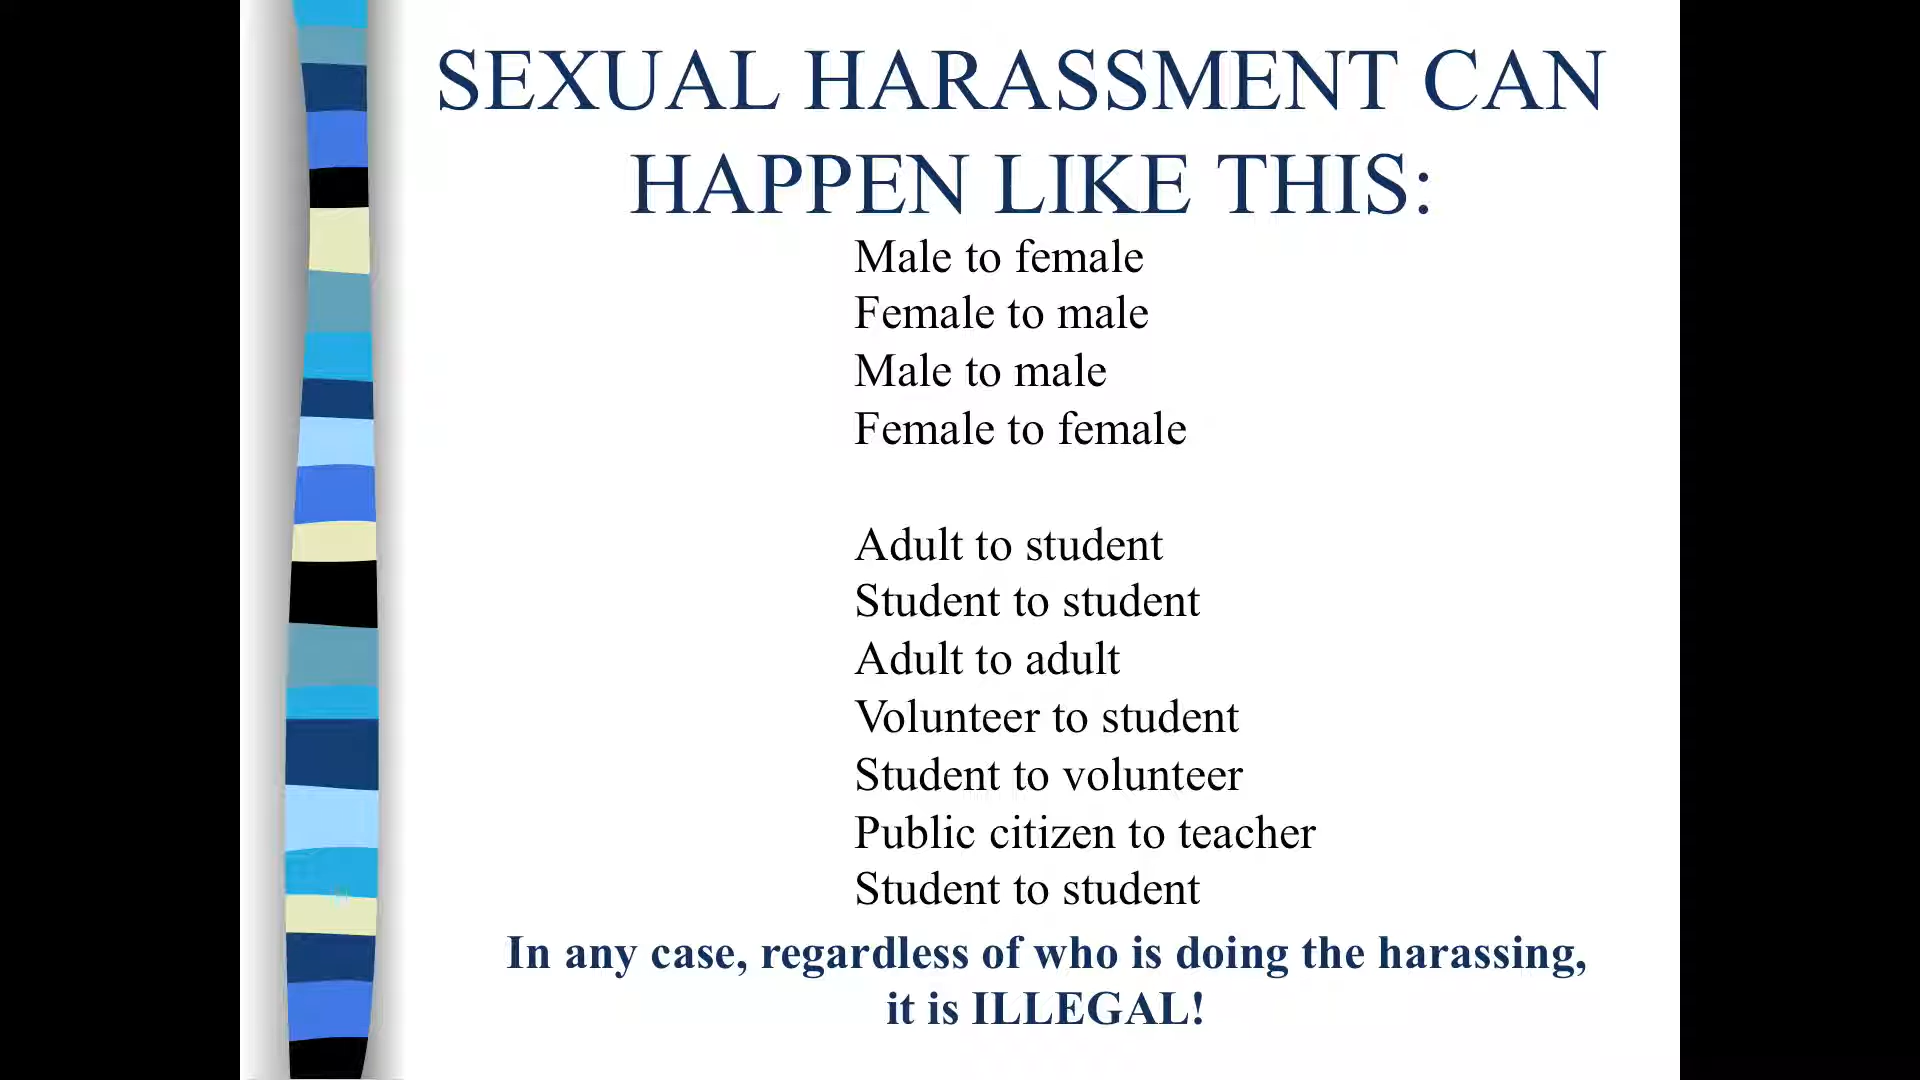 SEXUAL HARASSMENT CAN
HAPPEN LIKE THIS:
Male to female
Female to male
Male to male
Female to female
Adult to student
Student to student
Adult to adult
Volunteer to student
Student to volunteer
Public citizen to teacher
Student to student
In any case, regardless of who is doing the harassing,
it is ILLEGAL!